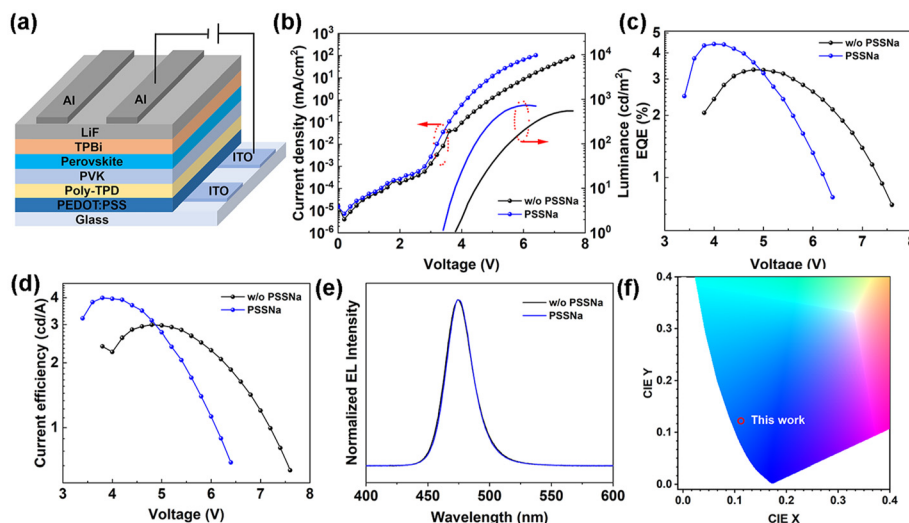 (a)
Al
Al
LiF
TPBi
Perovskite
PVK
Poly-TPD
PEDOT:PSS
Glass
ITO
ITO
(b)
Current density (mA/cm²)
10³
10²
10¹
10⁰
10⁻¹
10⁻²
10⁻³
10⁻⁴
10⁻⁵
10⁻⁶
0 2 4 6 8
Voltage (V)
w/o PSSNa
PSSNa
10⁴
10³
10²
10¹
10⁰
Luminance (cd/m²)
(c)
EQE (%)
5
4
3
2
1
3 4 5 6 7 8
Voltage (V)
w/o PSSNa
PSSNa
(d)
Current efficiency (cd/A)
4
3
2
1
3 4 5 6 7 8
Voltage (V)
w/o PSSNa
PSSNa
(e)
Normalized EL Intensity
400 450 500 550 600
Wavelength (nm)
w/o PSSNa
PSSNa
(f)
CIE Y
0.4
0.3
0.2
0.1
0.0
0.0 0.1 0.2 0.3 0.4
CIE X
This work